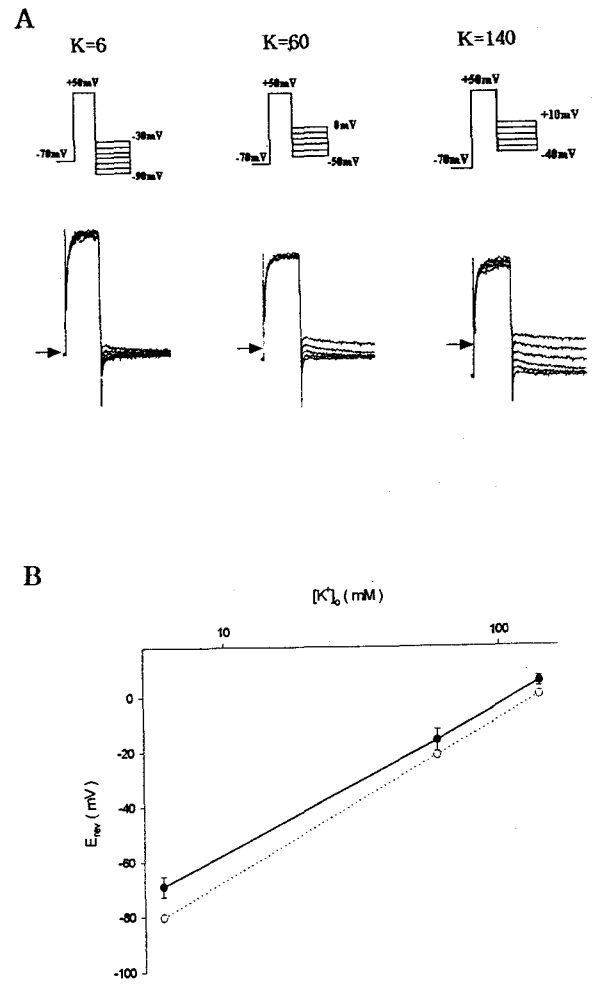 A
K=6 K=60 K=140
+50mV +50mV +50mV
-30mV 0mV +10mV
-70mV -70mV -70mV
-90mV -50mV -40mV
B
[K+]o (mM)
10 100
0
-20
-40
-60
-80
-100
Erev (mV)